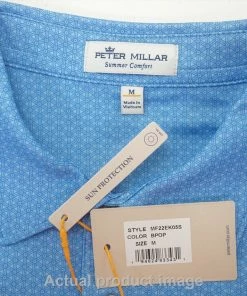 PETER MILLAR
Summer Comfort
M
Made in
Vietnam
SUN PROTECTION
STYLE MF22EK05S
COLOR BPOP
SIZE M
Actual product image